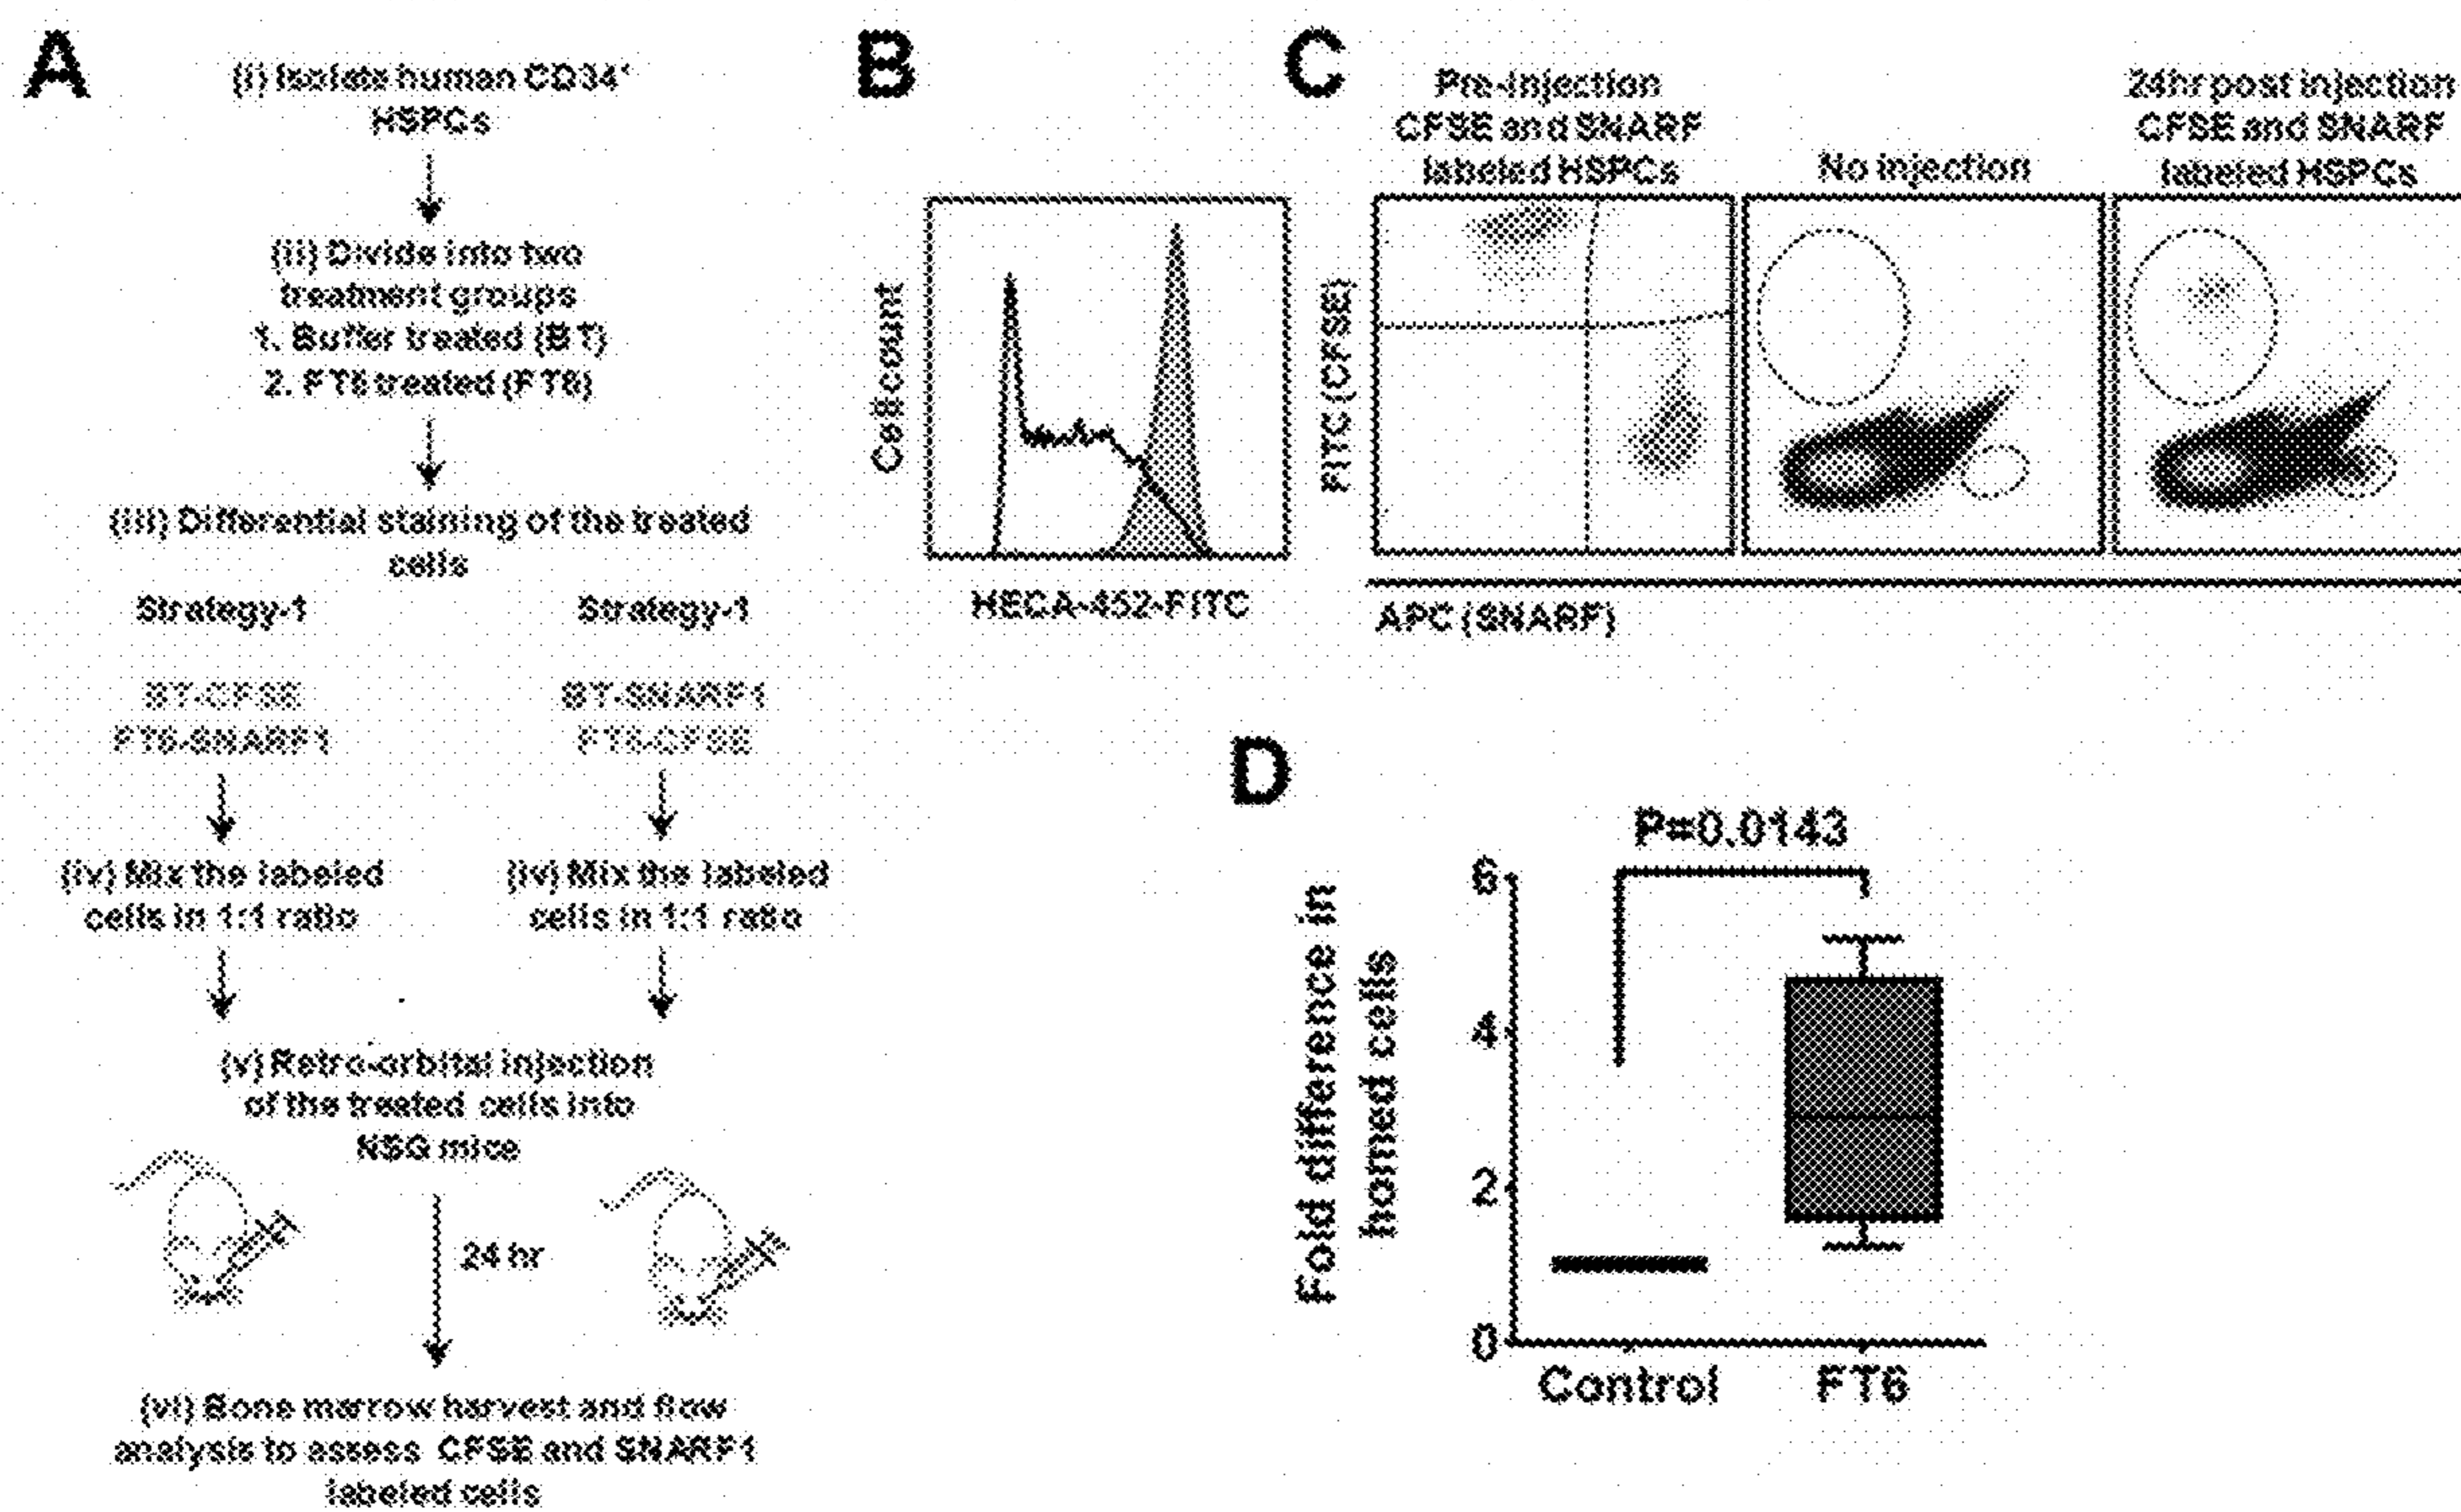 A
(i) Isolate human CD34+
HSPCs
(ii) Divide into two
treatment groups
1. Buffer treated (BT)
2. FT6 treated (FT6)
(iii) Differential staining of the treated
cells
Strategy-1
Strategy-1
BT-CFSE
FT6-SNARF1
BT-SNARF1
FT6-CFSE
(iv) Mix the labeled
cells in 1:1 ratio
(iv) Mix the labeled
cells in 1:1 ratio
(v) Retro-orbital injection
of the treated cells into
NSG mice
24 hr
(vi) Bone marrow harvest and flow
analysis to assess CFSE and SNARF1
labeled cells
B
Cell count
HECA-452-FITC
C
Pre-injection
CFSE and SNARF
labeled HSPCs
No injection
24hr post injection
CFSE and SNARF
labeled HSPCs
FITC (CFSE)
APC (SNARF)
D
P=0.0143
Fold difference in
homed cells
6
4
2
0
Control
FT6